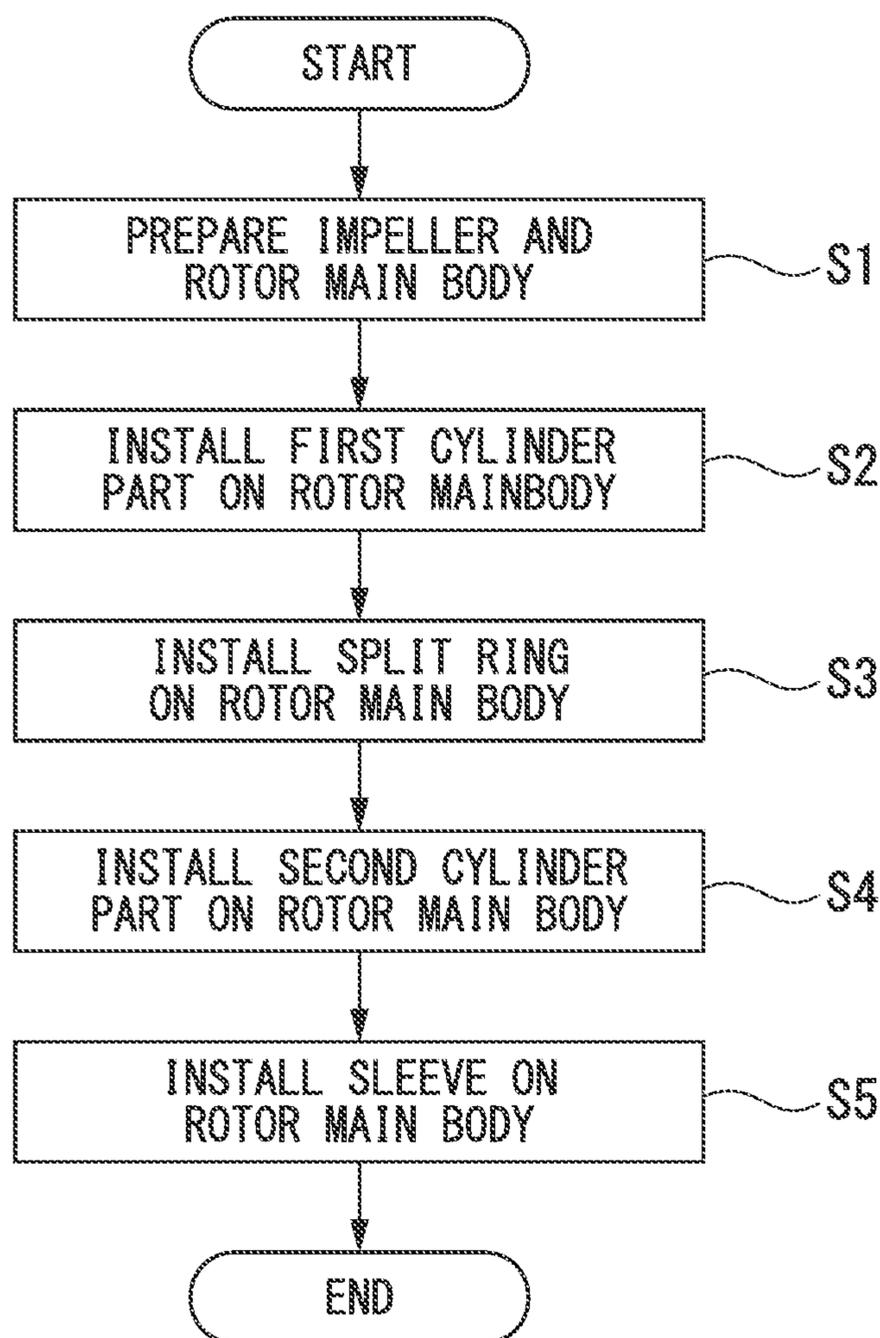 START
PREPARE IMPELLER AND
ROTOR MAIN BODY
S1
INSTALL FIRST CYLINDER
PART ON ROTOR MAINBODY
S2
INSTALL SPLIT RING
ON ROTOR MAIN BODY
S3
INSTALL SECOND CYLINDER
PART ON ROTOR MAIN BODY
S4
INSTALL SLEEVE ON
ROTOR MAIN BODY
S5
END